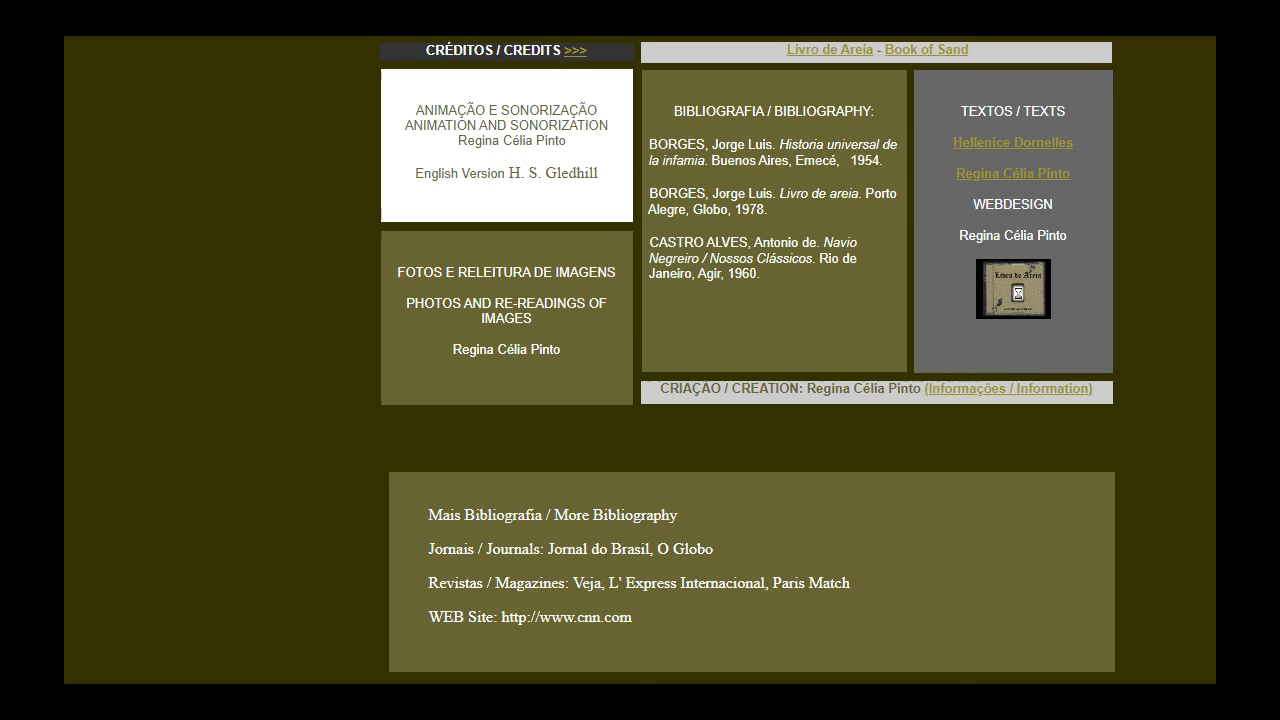 CRÉDITOS / CREDITS >>>
Livro de Areia - Book of Sand
ANIMAÇÃO E SONORIZAÇÃO
ANIMATION AND SONORIZATION
Regina Célia Pinto
English Version H. S. Gledhill
FOTOS E RELEITURA DE IMAGENS
PHOTOS AND RE-READINGS OF
IMAGES
Regina Célia Pinto
BIBLIOGRAFIA / BIBLIOGRAPHY:
BORGES, Jorge Luis. Historia universal de
la infamia. Buenos Aires, Emecé, 1954.
BORGES, Jorge Luis. Livro de areia. Porto
Alegre, Globo, 1978.
CASTRO ALVES, Antonio de. Navio
Negreiro / Nossos Clássicos. Rio de
Janeiro, Agir, 1960.
TEXTOS / TEXTS
Hellenice Dornelles
Regina Célia Pinto
WEBDESIGN
Regina Célia Pinto
Livro de Areia
CRIAÇÃO / CREATION: Regina Célia Pinto (Informações / Information)
Mais Bibliografia / More Bibliography
Jornais / Journals: Jornal do Brasil, O Globo
Revistas / Magazines: Veja, L' Express Internacional, Paris Match
WEB Site: http://www.cnn.com